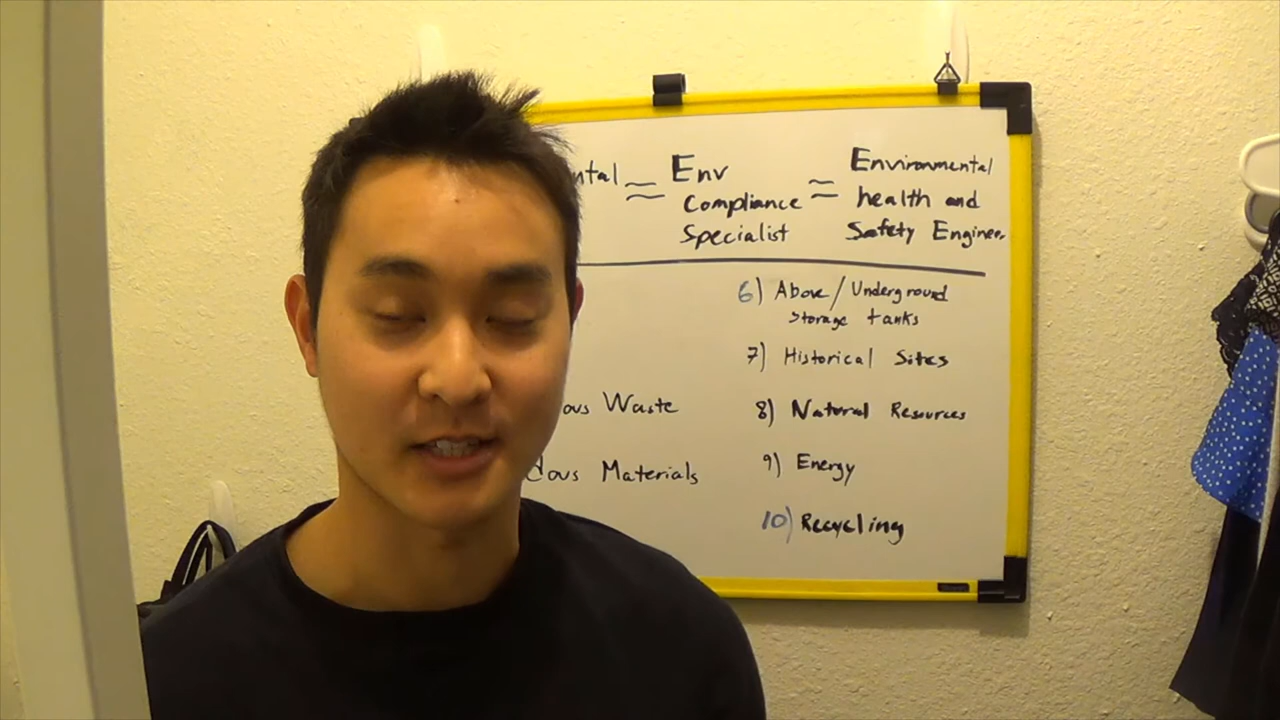 ntal ≈ Env Compliance Specialist ≈ Environmental health and Safety Engineer
ous Waste
dous Materials
6) Above/Underground
Storage tanks
7) Historical Sites
8) Natural Resources
9) Energy
10) Recycling